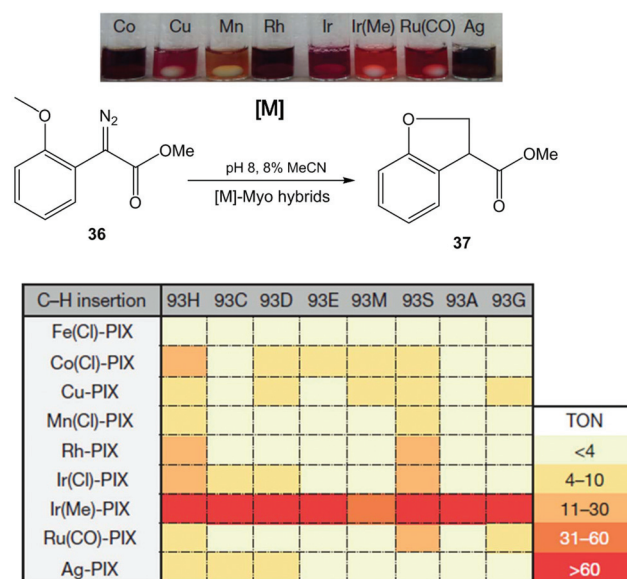 Co Cu Mn Rh Ir Ir(Me) Ru(CO) Ag
[M]
O
N2
OMe
O
36
pH 8, 8% MeCN
[M]-Myo hybrids
O
OMe
O
37
C–H insertion 93H 93C 93D 93E 93M 93S 93A 93G
Fe(Cl)-PIX
Co(Cl)-PIX
Cu-PIX
Mn(Cl)-PIX TON
Rh-PIX <4
Ir(Cl)-PIX 4–10
Ir(Me)-PIX 11–30
Ru(CO)-PIX 31–60
Ag-PIX >60